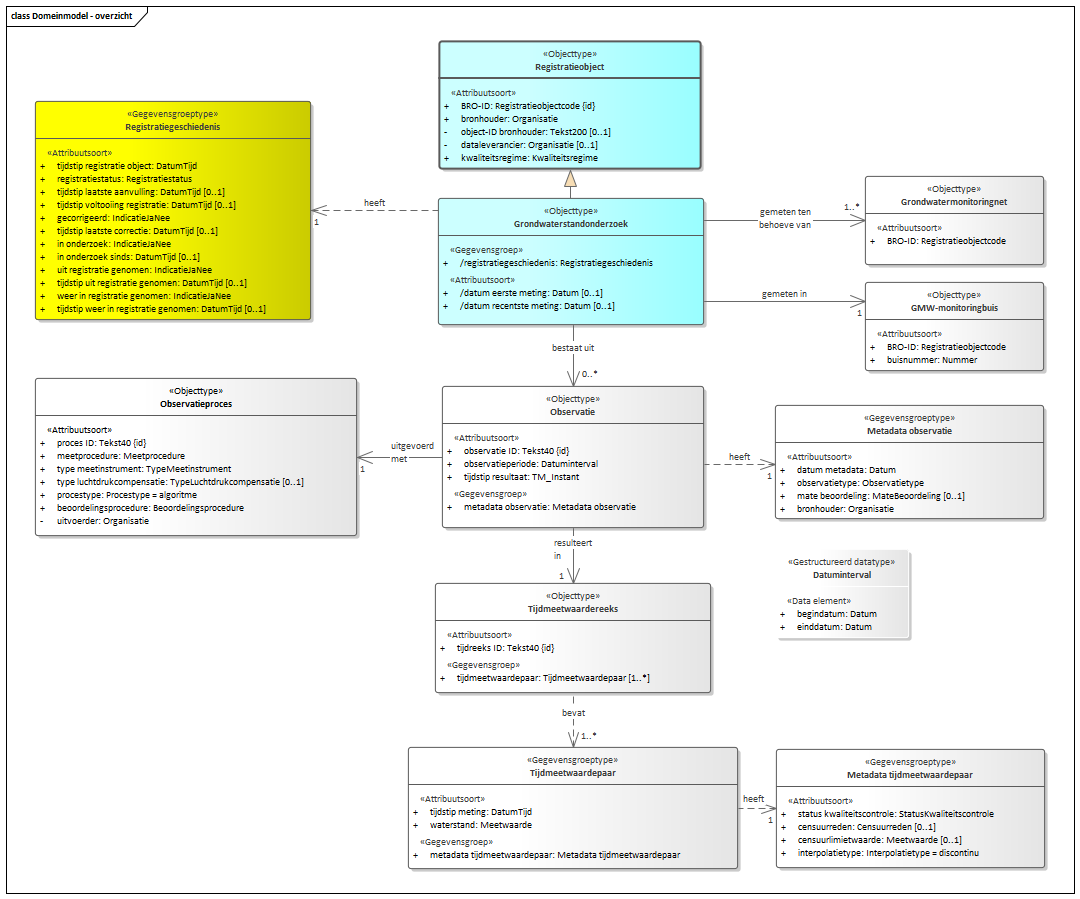 class Domeinmodel - overzicht
«Objecttype»
Registratieobject
«Attribuutsoort»
+ BRO-ID: Registratieobjectcode {id}
+ bronhouder: Organisatie
- object-ID bronhouder: Tekst200 [0..1]
- dataleverancier: Organisatie [0..1]
+ kwaliteitsregime: Kwaliteitsregime
«Gegevensgroeptype»
Registratiegeschiedenis
«Attribuutsoort»
+ tijdstip registratie object: DatumTijd
+ registratiestatus: Registratiestatus
+ tijdstip laatste aanvulling: DatumTijd [0..1]
+ tijdstip voltooiing registratie: DatumTijd [0..1]
+ gecorrigeerd: IndicatieJaNee
+ tijdstip laatste correctie: DatumTijd [0..1]
+ in onderzoek: IndicatieJaNee
+ in onderzoek sinds: DatumTijd [0..1]
+ uit registratie genomen: IndicatieJaNee
+ tijdstip uit registratie genomen: DatumTijd [0..1]
+ weer in registratie genomen: IndicatieJaNee
+ tijdstip weer in registratie genomen: DatumTijd [0..1]
heeft
1
«Objecttype»
Grondwaterstandonderzoek
«Gegevensgroep»
+ /registratiegeschiedenis: Registratiegeschiedenis
«Attribuutsoort»
+ /datum eerste meting: Datum [0..1]
+ /datum recentste meting: Datum [0..1]
gemeten ten
behoeve van
1..*
«Objecttype»
Grondwatermonitoringnet
«Attribuutsoort»
+ BRO-ID: Registratieobjectcode
gemeten in
1
«Objecttype»
GMW-monitoringbuis
«Attribuutsoort»
+ BRO-ID: Registratieobjectcode
+ buisnummer: Nummer
bestaat uit
0..*
«Objecttype»
Observatieproces
«Attribuutsoort»
+ proces ID: Tekst40 {id}
+ meetprocedure: Meetprocedure
+ type meetinstrument: TypeMeetinstrument
+ type luchtdrukcompensatie: TypeLuchtdrukcompensatie [0..1]
+ procestype: Procestype = algoritme
+ beoordelingsprocedure: Beoordelingsprocedure
- uitvoerder: Organisatie
uitgevoerd
met
1
«Objecttype»
Observatie
«Attribuutsoort»
+ observatie ID: Tekst40 {id}
+ observatieperiode: Datuminterval
+ tijdstip resultaat: TM_Instant
«Gegevensgroep»
+ metadata observatie: Metadata observatie
heeft
1
«Gegevensgroeptype»
Metadata observatie
«Attribuutsoort»
+ datum metadata: Datum
+ observatietype: Observatietype
+ mate beoordeling: MateBeoordeling [0..1]
+ bronhouder: Organisatie
resulteert
in
1
«Gestructureerd datatype»
Datuminterval
«Data element»
+ begindatum: Datum
+ einddatum: Datum
«Objecttype»
Tijdmeetwaardereeks
«Attribuutsoort»
+ tijdreeks ID: Tekst40 {id}
«Gegevensgroep»
+ tijdmeetwaardepaar: Tijdmeetwaardepaar [1..*]
bevat
1..*
«Gegevensgroeptype»
Tijdmeetwaardepaar
«Attribuutsoort»
+ tijdstip meting: DatumTijd
+ waterstand: Meetwaarde
«Gegevensgroep»
+ metadata tijdmeetwaardepaar: Metadata tijdmeetwaardepaar
heeft
1
«Gegevensgroeptype»
Metadata tijdmeetwaardepaar
«Attribuutsoort»
+ status kwaliteitscontrole: StatusKwaliteitscontrole
+ censuurreden: Censuurreden [0..1]
+ censuurlimietwaarde: Meetwaarde [0..1]
+ interpolatietype: Interpolatietype = discontinu